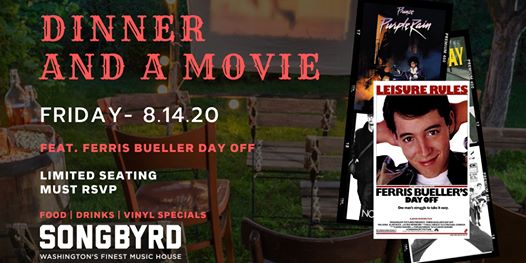 DINNER
AND A MOVIE
FRIDAY- 8.14.20
FEAT. FERRIS BUELLER DAY OFF
LIMITED SEATING
MUST RSVP
FOOD | DRINKS | VINYL SPECIALS
SONGBYRD
WASHINGTON'S FINEST MUSIC HOUSE
Prince
Purple Rain
LEISURE RULES
FERRIS BUELLER'S
DAY OFF
One man's struggle to take it easy.